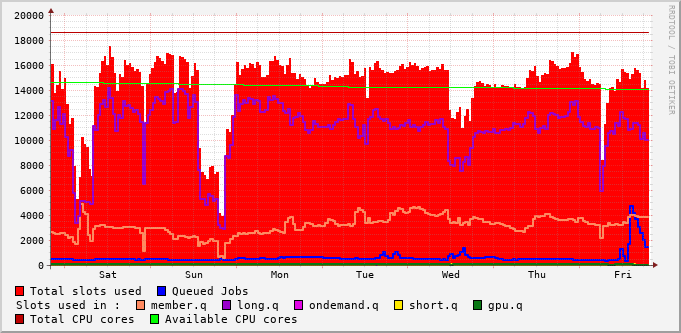 20000
18000
16000
14000
12000
10000
8000
6000
4000
2000
0
Sat Sun Mon Tue Wed Thu Fri
RRDTOOL / TOBI OETIKER
Total slots used Queued Jobs
Slots used in : member.q long.q ondemand.q short.q gpu.q
Total CPU cores Available CPU cores